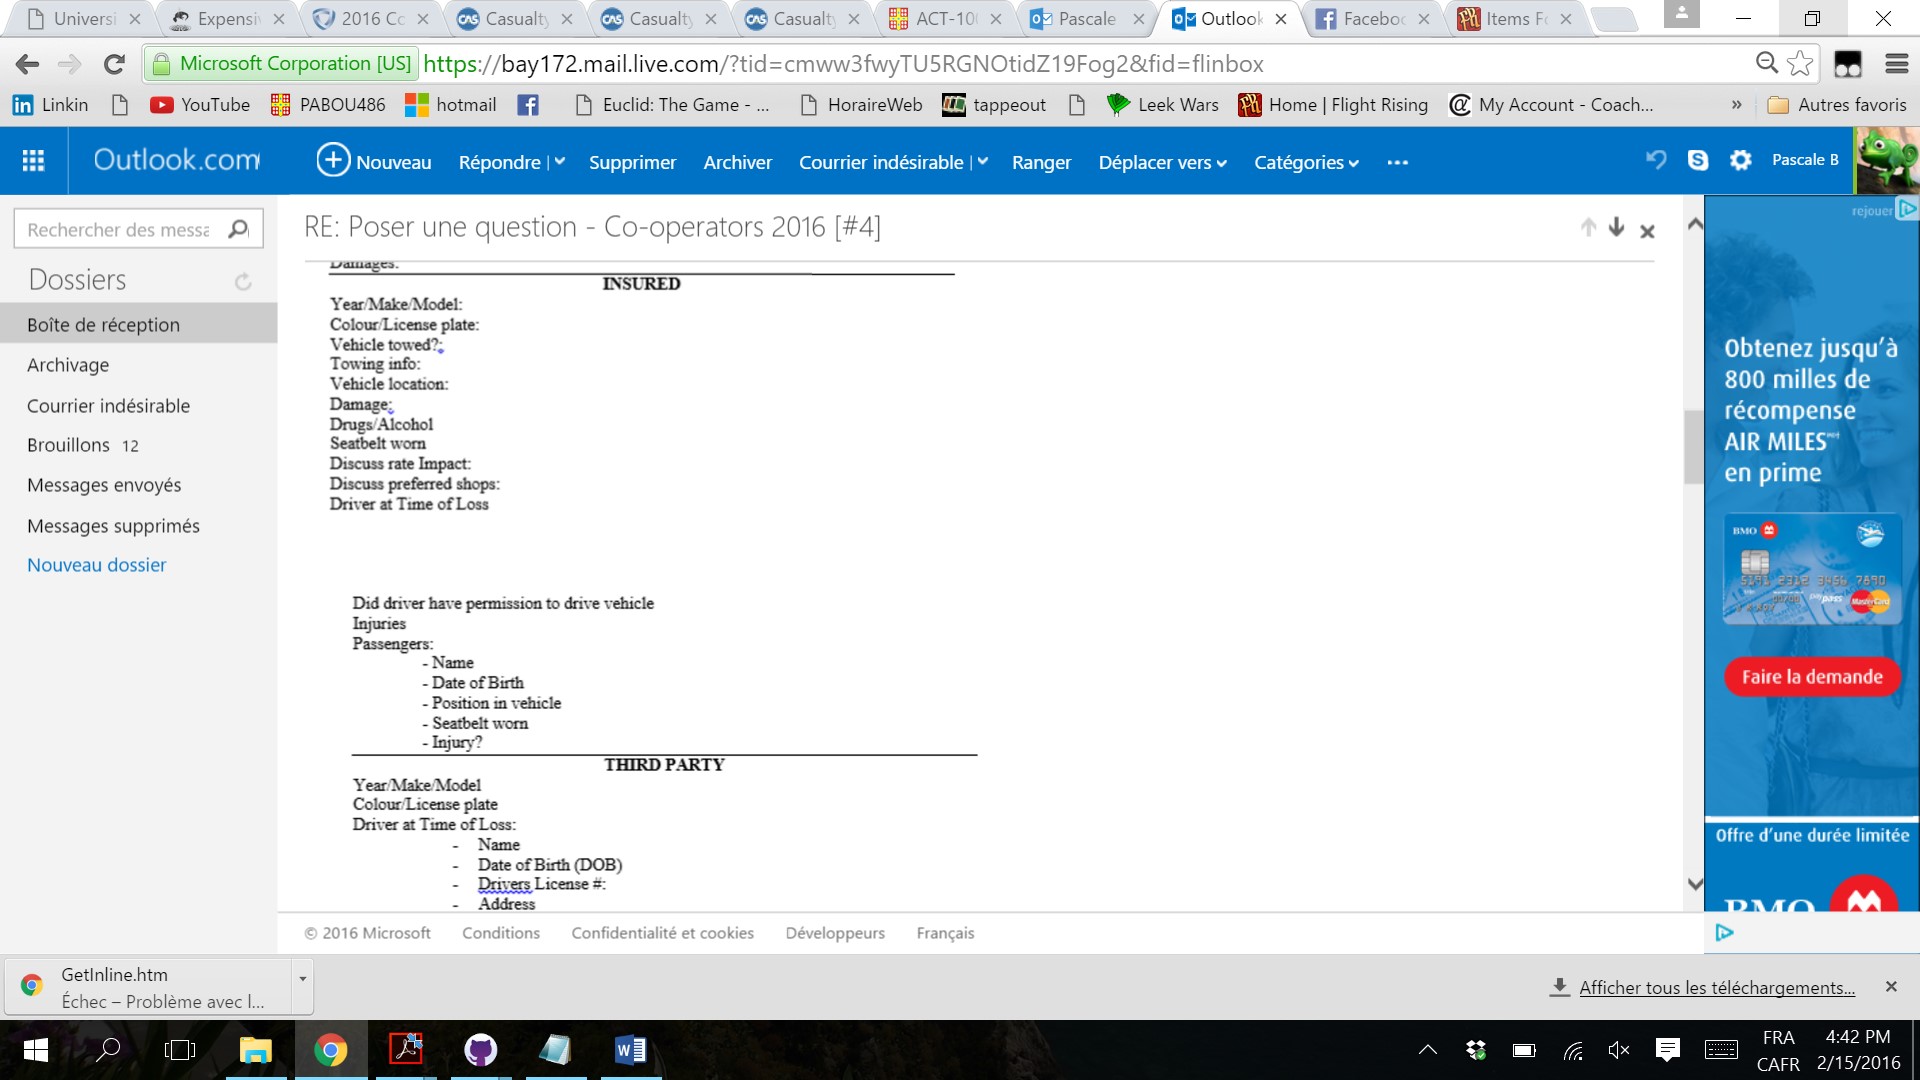 Universi
Expensiv
2016 Co
Casualty
Casualty
Casualty
ACT-10
Pascale
Outlook
Faceboo
Items Fo
Microsoft Corporation [US]
https://bay172.mail.live.com/?tid=cmww3fwyTU5RGNOtidZ19Fog2&fid=flinbox
Linkin
YouTube
PABOU486
hotmail
Euclid: The Game - ...
HoraireWeb
tappeout
Leek Wars
Home | Flight Rising
My Account - Coach...
»
Autres favoris
Outlook.com
Nouveau
Répondre
Supprimer
Archiver
Courrier indésirable
Ranger
Déplacer vers
Catégories
Pascale B
Rechercher des messa
Dossiers
Boîte de réception
Archivage
Courrier indésirable
Brouillons 12
Messages envoyés
Messages supprimés
Nouveau dossier
RE: Poser une question - Co-operators 2016 [#4]
Damages:
INSURED
Year/Make/Model:
Colour/License plate:
Vehicle towed?:
Towing info:
Vehicle location:
Damage:
Drugs/Alcohol
Seatbelt worn
Discuss rate Impact:
Discuss preferred shops:
Driver at Time of Loss
Did driver have permission to drive vehicle
Injuries
Passengers:
- Name
- Date of Birth
- Position in vehicle
- Seatbelt worn
- Injury?
THIRD PARTY
Year/Make/Model
Colour/License plate
Driver at Time of Loss:
- Name
- Date of Birth (DOB)
- Drivers License #:
- Address
rejouer
Obtenez jusqu'à
800 milles de
récompense
AIR MILES
en prime
BMO
5191 2312 3456 7890
MasterCard
Faire la demande
Offre d'une durée limitée
BMO
© 2016 Microsoft
Conditions
Confidentialité et cookies
Développeurs
Français
GetInline.htm
Échec – Problème avec l...
Afficher tous les téléchargements...
FRA
CAFR
4:42 PM
2/15/2016